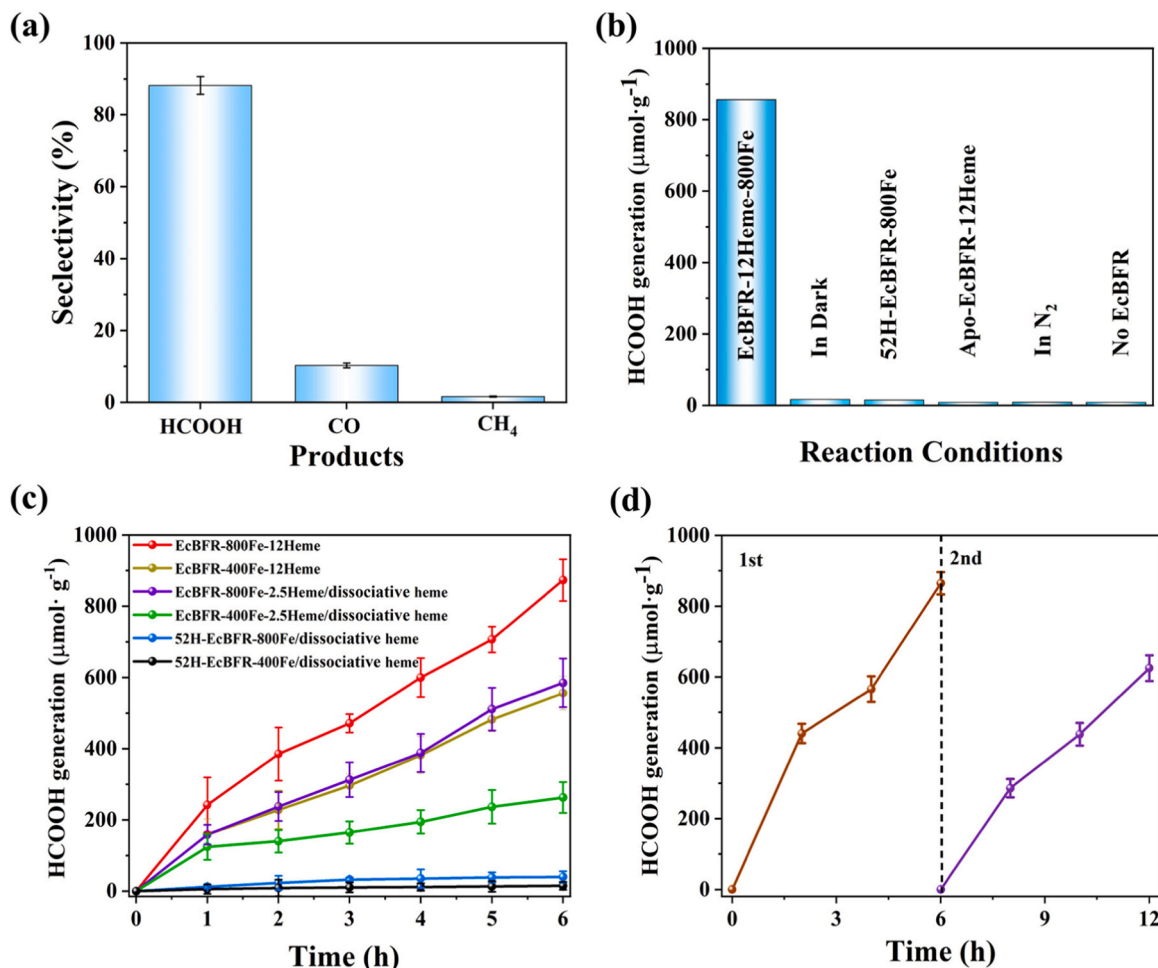 (a)
100
80
60
40
20
0
Seclectivity (%)
HCOOH
CO
CH₄
Products
(b)
1000
800
600
400
200
0
HCOOH generation (μmol·g⁻¹)
EcBFR-12Heme-800Fe
In Dark
52H-EcBFR-800Fe
Apo-EcBFR-12Heme
In N₂
No EcBFR
Reaction Conditions
(c)
1000
800
600
400
200
0
HCOOH generation (μmol· g⁻¹)
EcBFR-800Fe-12Heme
EcBFR-400Fe-12Heme
EcBFR-800Fe-2.5Heme/dissociative heme
EcBFR-400Fe-2.5Heme/dissociative heme
52H-EcBFR-800Fe/dissociative heme
52H-EcBFR-400Fe/dissociative heme
0 1 2 3 4 5 6
Time (h)
(d)
1000
800
600
400
200
0
HCOOH generation (μmol·g⁻¹)
1st
2nd
0 3 6 9 12
Time (h)